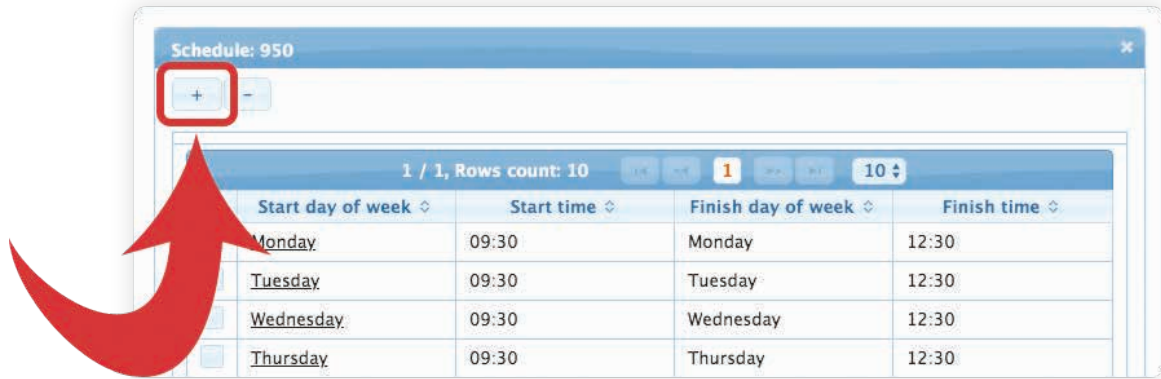 Schedule: 950
+ -
1 / 1, Rows count: 10 1 10
Start day of week Start time Finish day of week Finish time
Monday 09:30 Monday 12:30
Tuesday 09:30 Tuesday 12:30
Wednesday 09:30 Wednesday 12:30
Thursday 09:30 Thursday 12:30